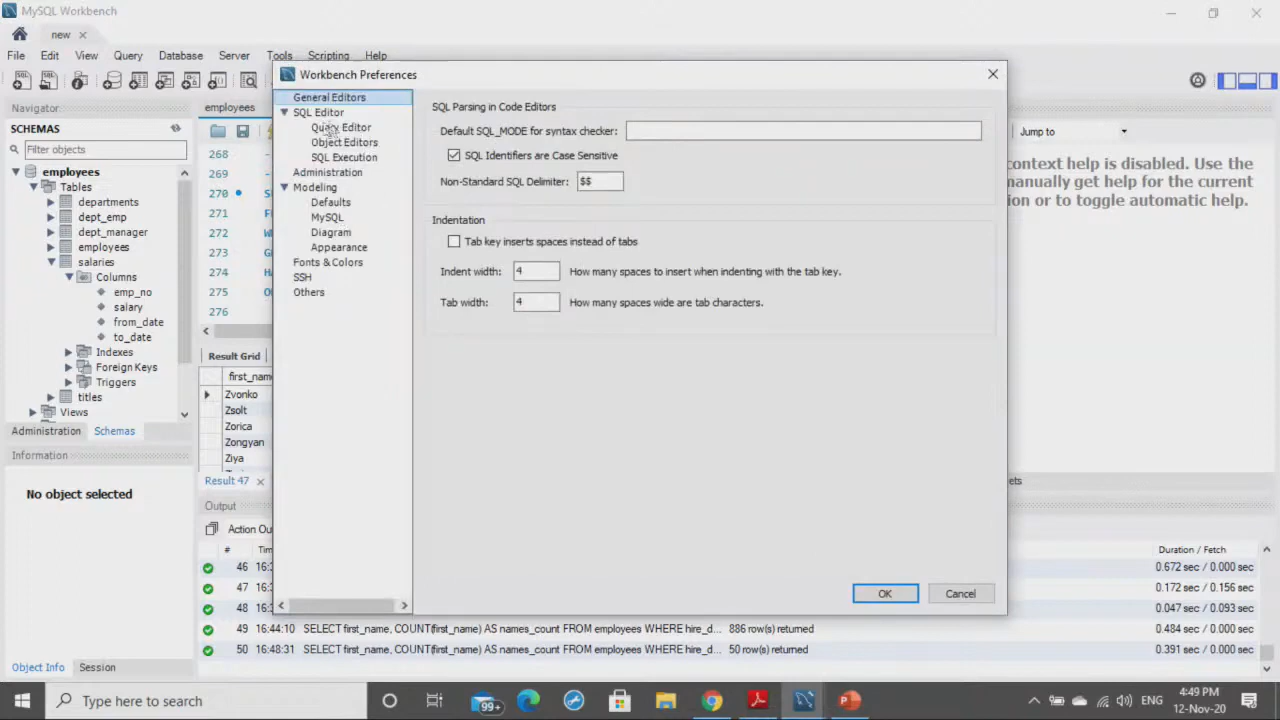 MySQL Workbench
new
File Edit View Query Database Server Tools Scripting Help
Navigator
SCHEMAS
Filter objects
employees
Tables
departments
dept_emp
dept_manager
employees
salaries
Columns
emp_no
salary
from_date
to_date
Indexes
Foreign Keys
Triggers
titles
Views
Administration Schemas
Information
No object selected
Object Info Session
employees
268
269
270
271
272
273
274
275
276
Result Grid
first_name
Zvonko
Zsolt
Zorica
Zongyan
Ziya
Result 47
Workbench Preferences
General Editors
SQL Editor
Query Editor
Object Editors
SQL Execution
Administration
Modeling
Defaults
MySQL
Diagram
Appearance
Fonts & Colors
SSH
Others
SQL Parsing in Code Editors
Default SQL_MODE for syntax checker:
SQL Identifiers are Case Sensitive
Non-Standard SQL Delimiter: $$
Indentation
Tab key inserts spaces instead of tabs
Indent width: 4 How many spaces to insert when indenting with the tab key.
Tab width: 4 How many spaces wide are tab characters.
OK Cancel
Jump to
context help is disabled. Use the
manually get help for the current
ion or to toggle automatic help.
ets
Output
Action Ou
# Tim Duration / Fetch
46 16:3 0.672 sec / 0.000 sec
47 16:3 0.172 sec / 0.156 sec
48 16: 0.047 sec / 0.093 sec
49 16:44:10 SELECT first_name, COUNT(first_name) AS names_count FROM employees WHERE hire_d... 886 row(s) returned 0.484 sec / 0.000 sec
50 16:48:31 SELECT first_name, COUNT(first_name) AS names_count FROM employees WHERE hire_d... 50 row(s) returned 0.391 sec / 0.000 sec
Type here to search
99+
ENG
4:49 PM
12-Nov-20